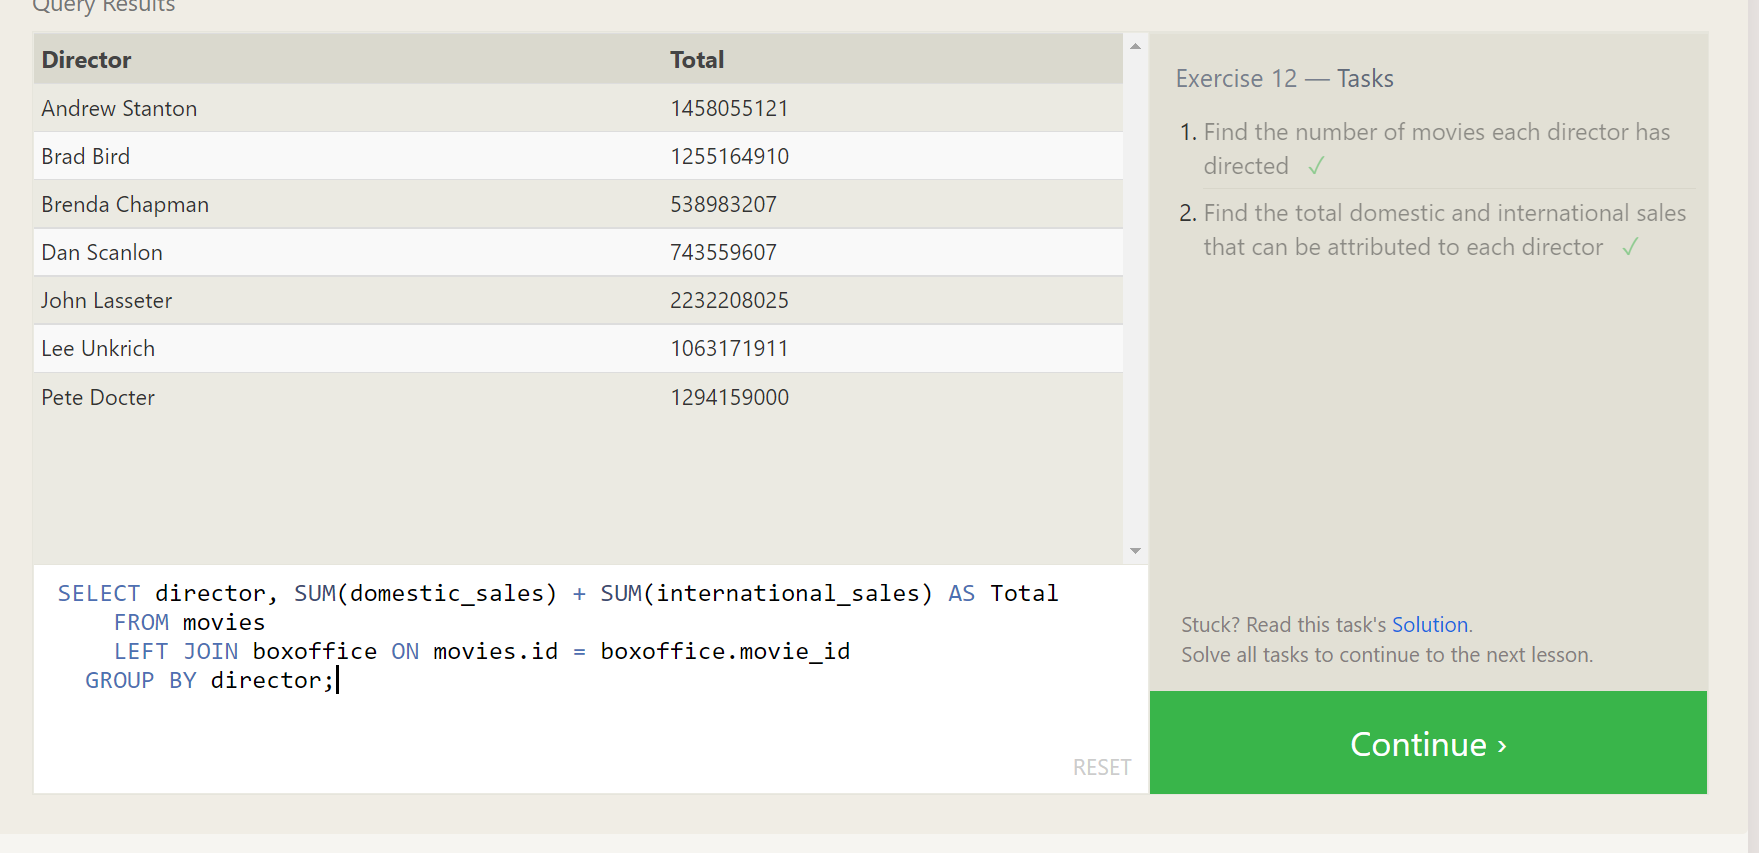 Query Results
Director Total
Andrew Stanton 1458055121
Brad Bird 1255164910
Brenda Chapman 538983207
Dan Scanlon 743559607
John Lasseter 2232208025
Lee Unkrich 1063171911
Pete Docter 1294159000
SELECT director, SUM(domestic_sales) + SUM(international_sales) AS Total
FROM movies
LEFT JOIN boxoffice ON movies.id = boxoffice.movie_id
GROUP BY director;
RESET
Exercise 12 — Tasks
1. Find the number of movies each director has
directed ✓
2. Find the total domestic and international sales
that can be attributed to each director ✓
Stuck? Read this task's Solution.
Solve all tasks to continue to the next lesson.
Continue ›